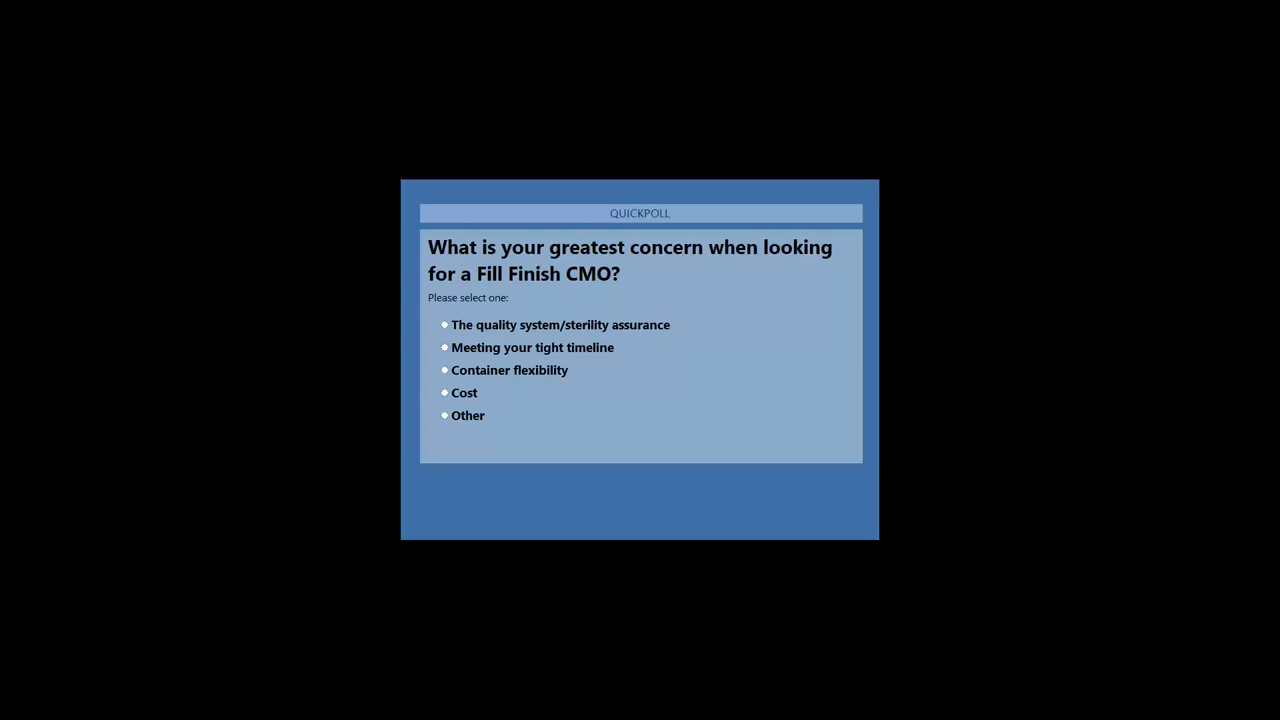 QUICKPOLL
What is your greatest concern when looking
for a Fill Finish CMO?
Please select one:
The quality system/sterility assurance
Meeting your tight timeline
Container flexibility
Cost
Other